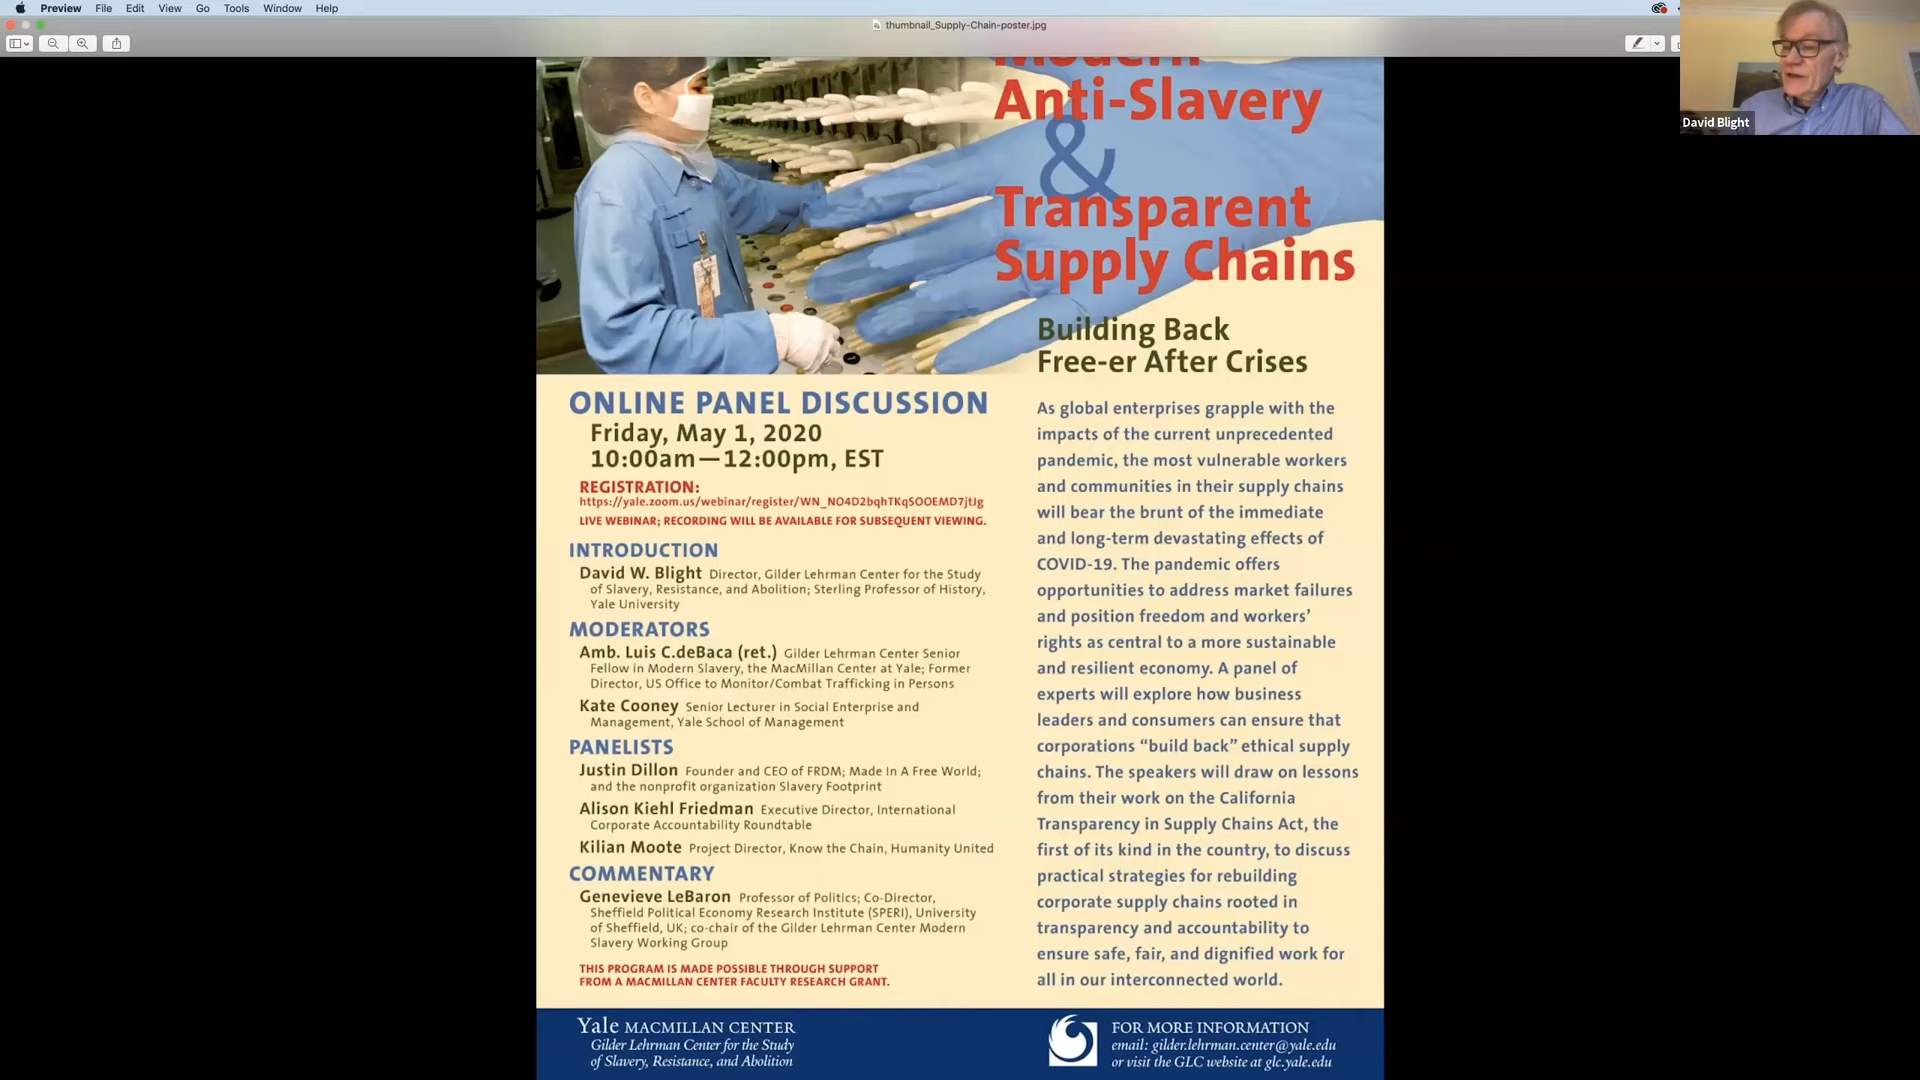 Preview File Edit View Go Tools Window Help
thumbnail_Supply-Chain-poster.jpg
David Blight
Modern
Anti-Slavery
&
Transparent
Supply Chains
Building Back
Free-er After Crises
ONLINE PANEL DISCUSSION
Friday, May 1, 2020
10:00am—12:00pm, EST
REGISTRATION:
https://yale.zoom.us/webinar/register/WN_NO4D2bqhTKqSOOEMD7jtJg
LIVE WEBINAR; RECORDING WILL BE AVAILABLE FOR SUBSEQUENT VIEWING.
INTRODUCTION
David W. Blight Director, Gilder Lehrman Center for the Study
of Slavery, Resistance, and Abolition; Sterling Professor of History,
Yale University
MODERATORS
Amb. Luis C.deBaca (ret.) Gilder Lehrman Center Senior
Fellow in Modern Slavery, the MacMillan Center at Yale; Former
Director, US Office to Monitor/Combat Trafficking in Persons
Kate Cooney Senior Lecturer in Social Enterprise and
Management, Yale School of Management
PANELISTS
Justin Dillon Founder and CEO of FRDM; Made In A Free World;
and the nonprofit organization Slavery Footprint
Alison Kiehl Friedman Executive Director, International
Corporate Accountability Roundtable
Kilian Moote Project Director, Know the Chain, Humanity United
COMMENTARY
Genevieve LeBaron Professor of Politics; Co-Director,
Sheffield Political Economy Research Institute (SPERI), University
of Sheffield, UK; co-chair of the Gilder Lehrman Center Modern
Slavery Working Group
THIS PROGRAM IS MADE POSSIBLE THROUGH SUPPORT
FROM A MACMILLAN CENTER FACULTY RESEARCH GRANT.
As global enterprises grapple with the
impacts of the current unprecedented
pandemic, the most vulnerable workers
and communities in their supply chains
will bear the brunt of the immediate
and long-term devastating effects of
COVID-19. The pandemic offers
opportunities to address market failures
and position freedom and workers’
rights as central to a more sustainable
and resilient economy. A panel of
experts will explore how business
leaders and consumers can ensure that
corporations “build back” ethical supply
chains. The speakers will draw on lessons
from their work on the California
Transparency in Supply Chains Act, the
first of its kind in the country, to discuss
practical strategies for rebuilding
corporate supply chains rooted in
transparency and accountability to
ensure safe, fair, and dignified work for
all in our interconnected world.
Yale MACMILLAN CENTER
Gilder Lehrman Center for the Study
of Slavery, Resistance, and Abolition
FOR MORE INFORMATION
email: gilder.lehrman.center@yale.edu
or visit the GLC website at glc.yale.edu